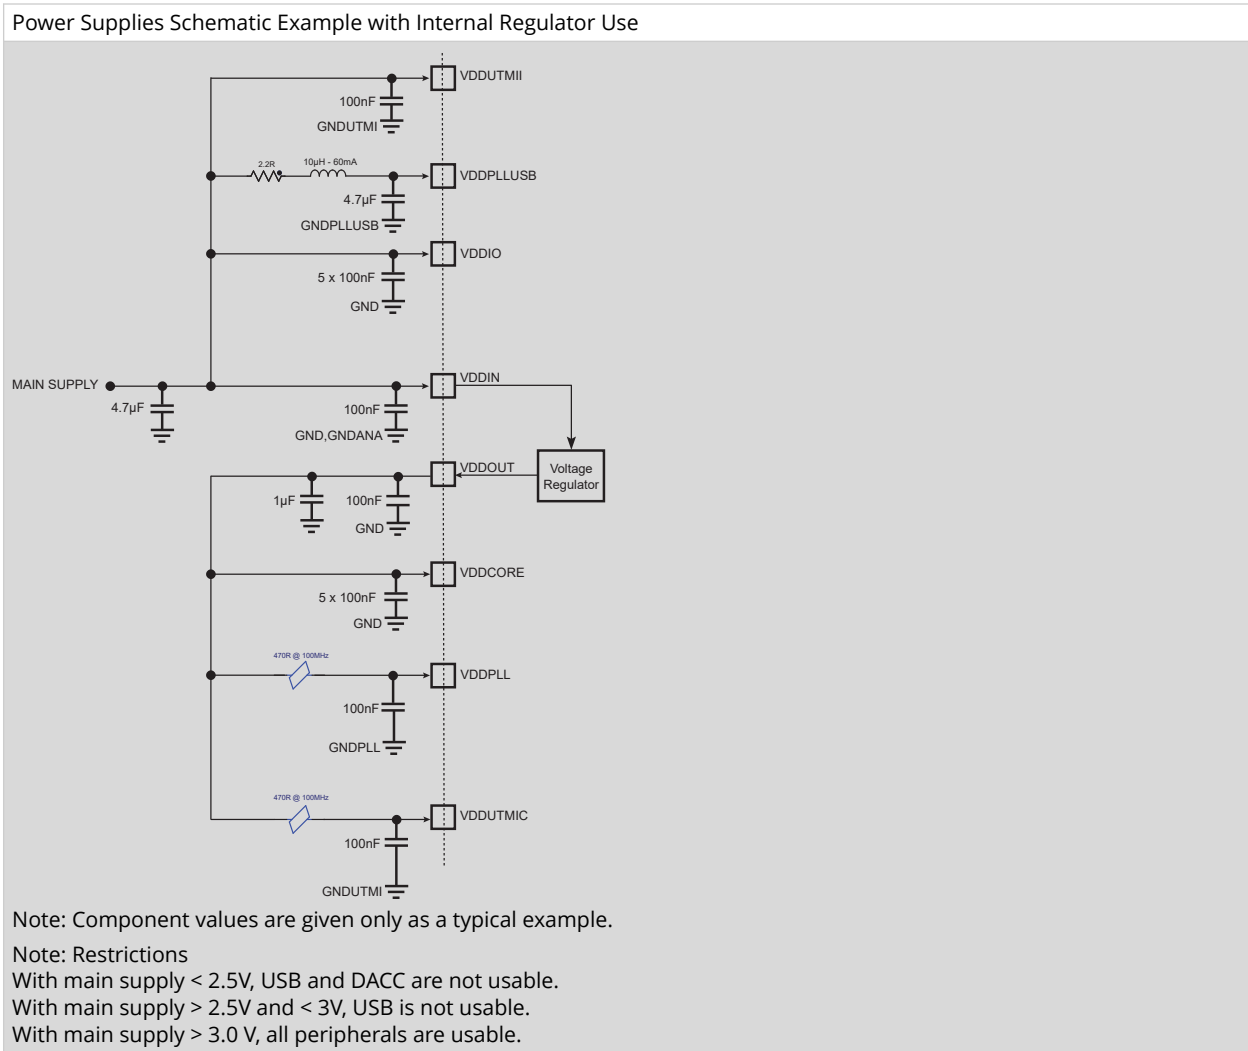 Power Supplies Schematic Example with Internal Regulator Use
VDDUTMII
100nF
GNDUTMI
2.2R
10µH - 60mA
VDDPLLUSB
4.7µF
GNDPLLUSB
VDDIO
5 x 100nF
GND
MAIN SUPPLY
VDDIN
4.7µF
100nF
GND,GNDANA
VDDOUT
Voltage
Regulator
1µF
100nF
GND
VDDCORE
5 x 100nF
GND
470R @ 100MHz
VDDPLL
100nF
GNDPLL
470R @ 100MHz
VDDUTMIC
100nF
GNDUTMI
Note: Component values are given only as a typical example.
Note: Restrictions
With main supply < 2.5V, USB and DACC are not usable.
With main supply > 2.5V and < 3V, USB is not usable.
With main supply > 3.0 V, all peripherals are usable.